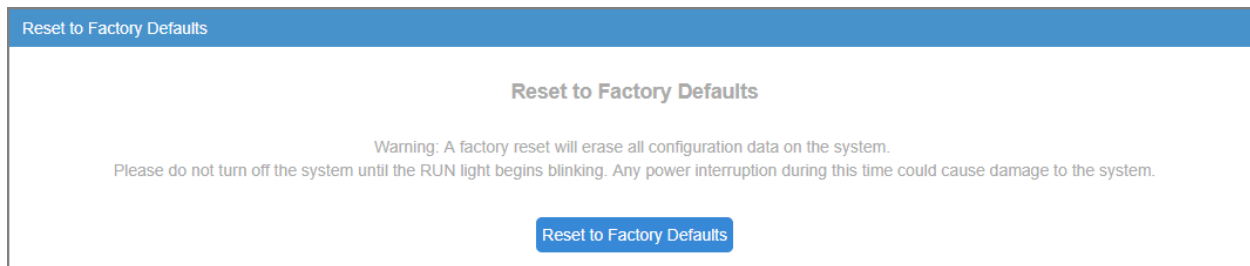 Reset to Factory Defaults
Reset to Factory Defaults
Warning: A factory reset will erase all configuration data on the system.
Please do not turn off the system until the RUN light begins blinking. Any power interruption during this time could cause damage to the system.
Reset to Factory Defaults